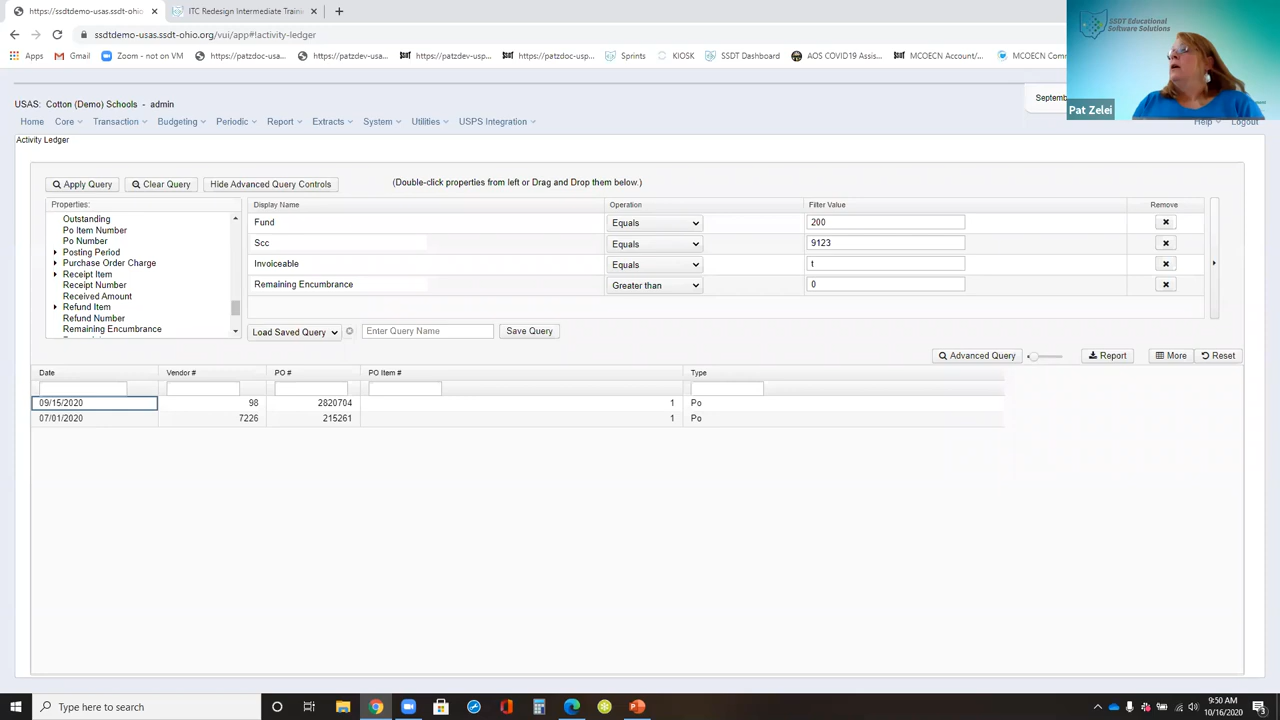 https://ssdtdemo-usas.ssdt-ohio ×
ITC Redesign Intermediate Traini ×
ssdtdemo-usas.ssdt-ohio.org/vui/app#!activity-ledger
Apps Gmail Zoom - not on VM https://patzdoc-usa... https://patzdev-usa... https://patzdev-usp... https://patzdoc-usp... Sprints KIOSK SSDT Dashboard AOS COVID19 Assis... MCOECN Account/... MCOECN Comm
SSDT Educational
Software Solutions
Pat Zelei
USAS: Cotton (Demo) Schools - admin
Septemb
Home Core Transaction Budgeting Periodic Report Extracts System Utilities USPS Integration Help Logout
Activity Ledger
Apply Query Clear Query Hide Advanced Query Controls (Double-click properties from left or Drag and Drop them below.)
Properties:
Outstanding
Po Item Number
Po Number
Posting Period
Purchase Order Charge
Receipt Item
Receipt Number
Received Amount
Refund Item
Refund Number
Remaining Encumbrance
Display Name Operation Filter Value Remove
Fund Equals 200
Scc Equals 9123
Invoiceable Equals t
Remaining Encumbrance Greater than 0
Load Saved Query Enter Query Name Save Query
Advanced Query Report More Reset
Date Vendor # PO # PO Item # Type
09/15/2020 98 2820704 1 Po
07/01/2020 7226 215261 1 Po
Type here to search
9:50 AM
10/16/2020
3